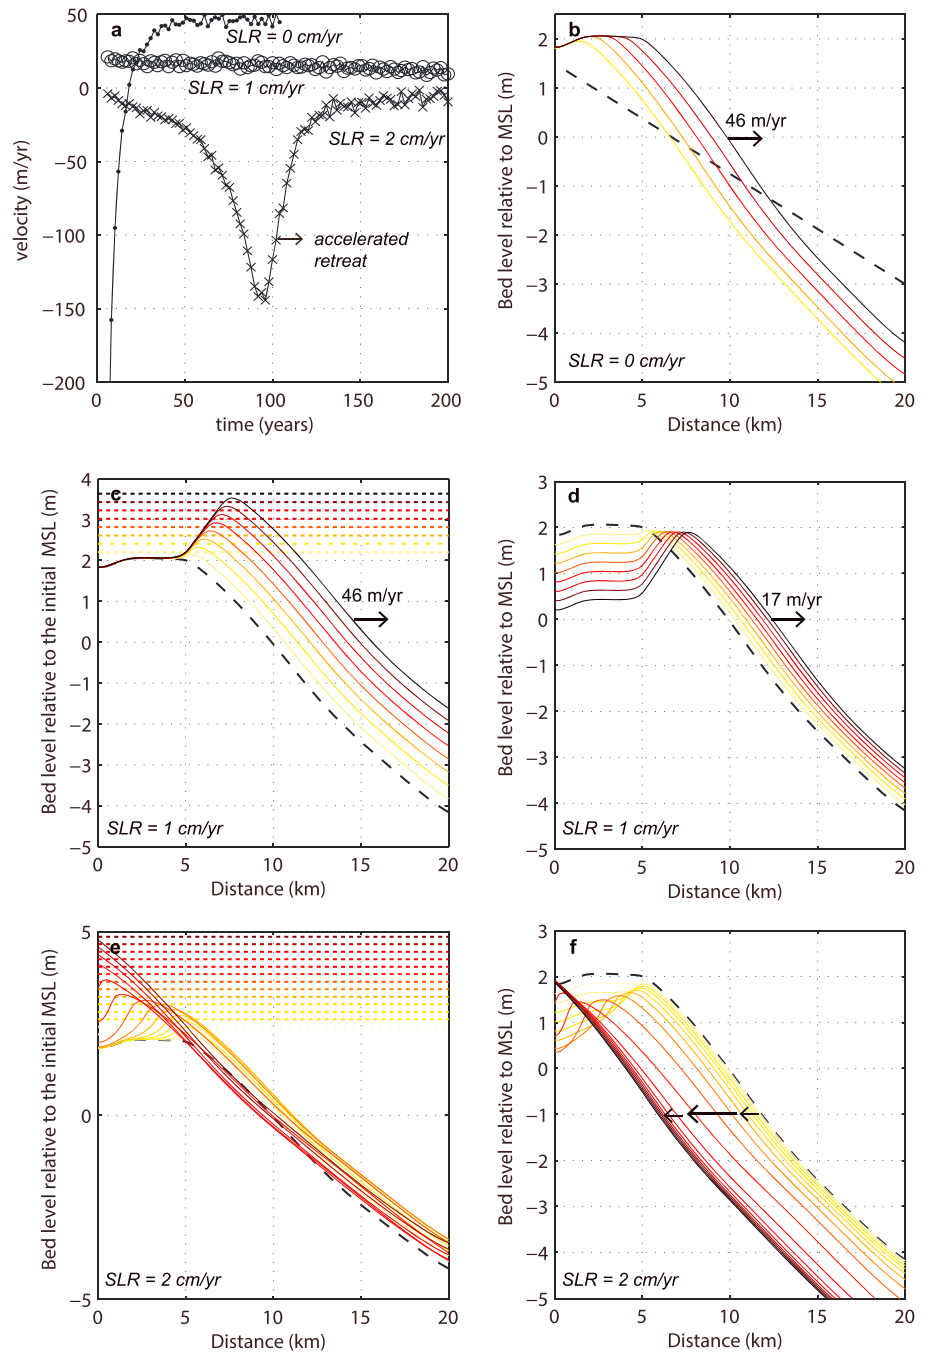 a
50
0
−50
−100
−150
−200
velocity (m/yr)
SLR = 0 cm/yr
SLR = 1 cm/yr
SLR = 2 cm/yr
accelerated
retreat
0
50
100
150
200
time (years)
b
2
1
0
−1
−2
−3
−4
−5
Bed level relative to MSL (m)
46 m/yr
SLR = 0 cm/yr
0
5
10
15
20
Distance (km)
c
4
3
2
1
0
−1
−2
−3
−4
−5
Bed level relative to the initial MSL (m)
46 m/yr
SLR = 1 cm/yr
0
5
10
15
20
Distance (km)
d
3
2
1
0
−1
−2
−3
−4
−5
Bed level relative to MSL (m)
17 m/yr
SLR = 1 cm/yr
0
5
10
15
20
Distance (km)
e
5
0
−5
Bed level relative to the initial MSL (m)
SLR = 2 cm/yr
0
5
10
15
20
Distance (km)
f
3
2
1
0
−1
−2
−3
−4
−5
Bed level relative to MSL (m)
SLR = 2 cm/yr
0
5
10
15
20
Distance (km)